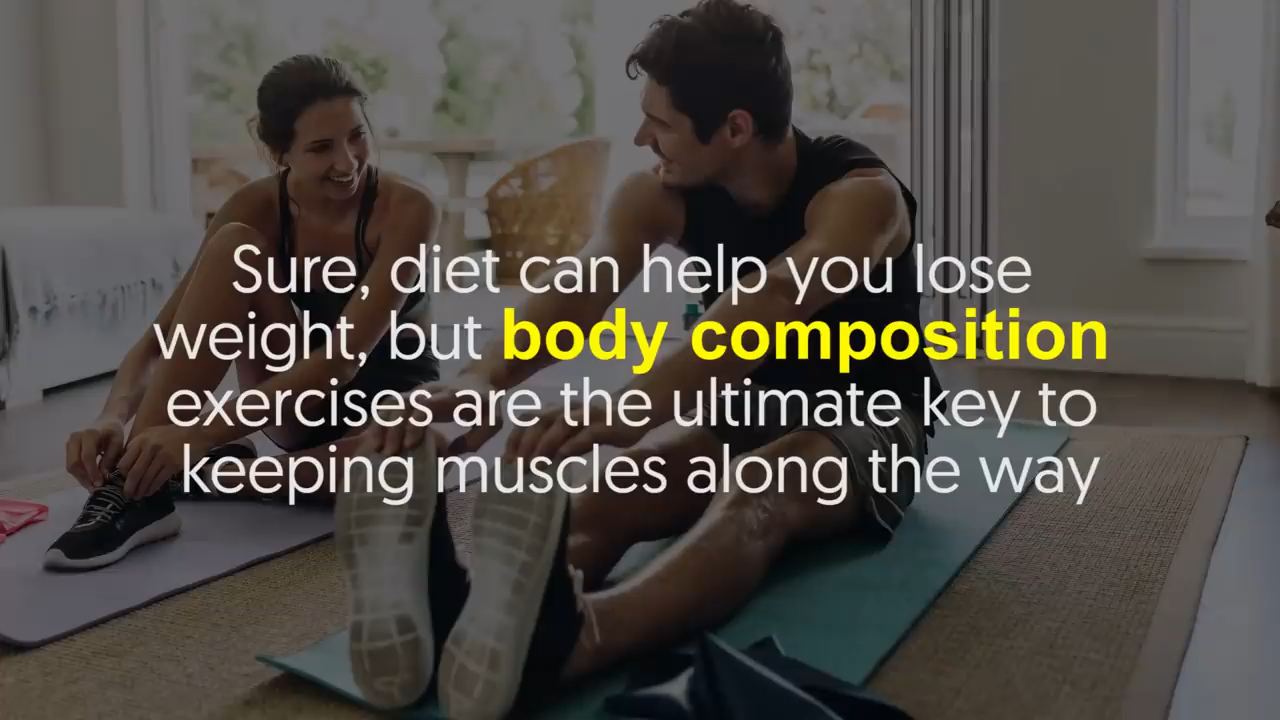 Sure, diet can help you lose
weight, but body composition
exercises are the ultimate key to
keeping muscles along the way